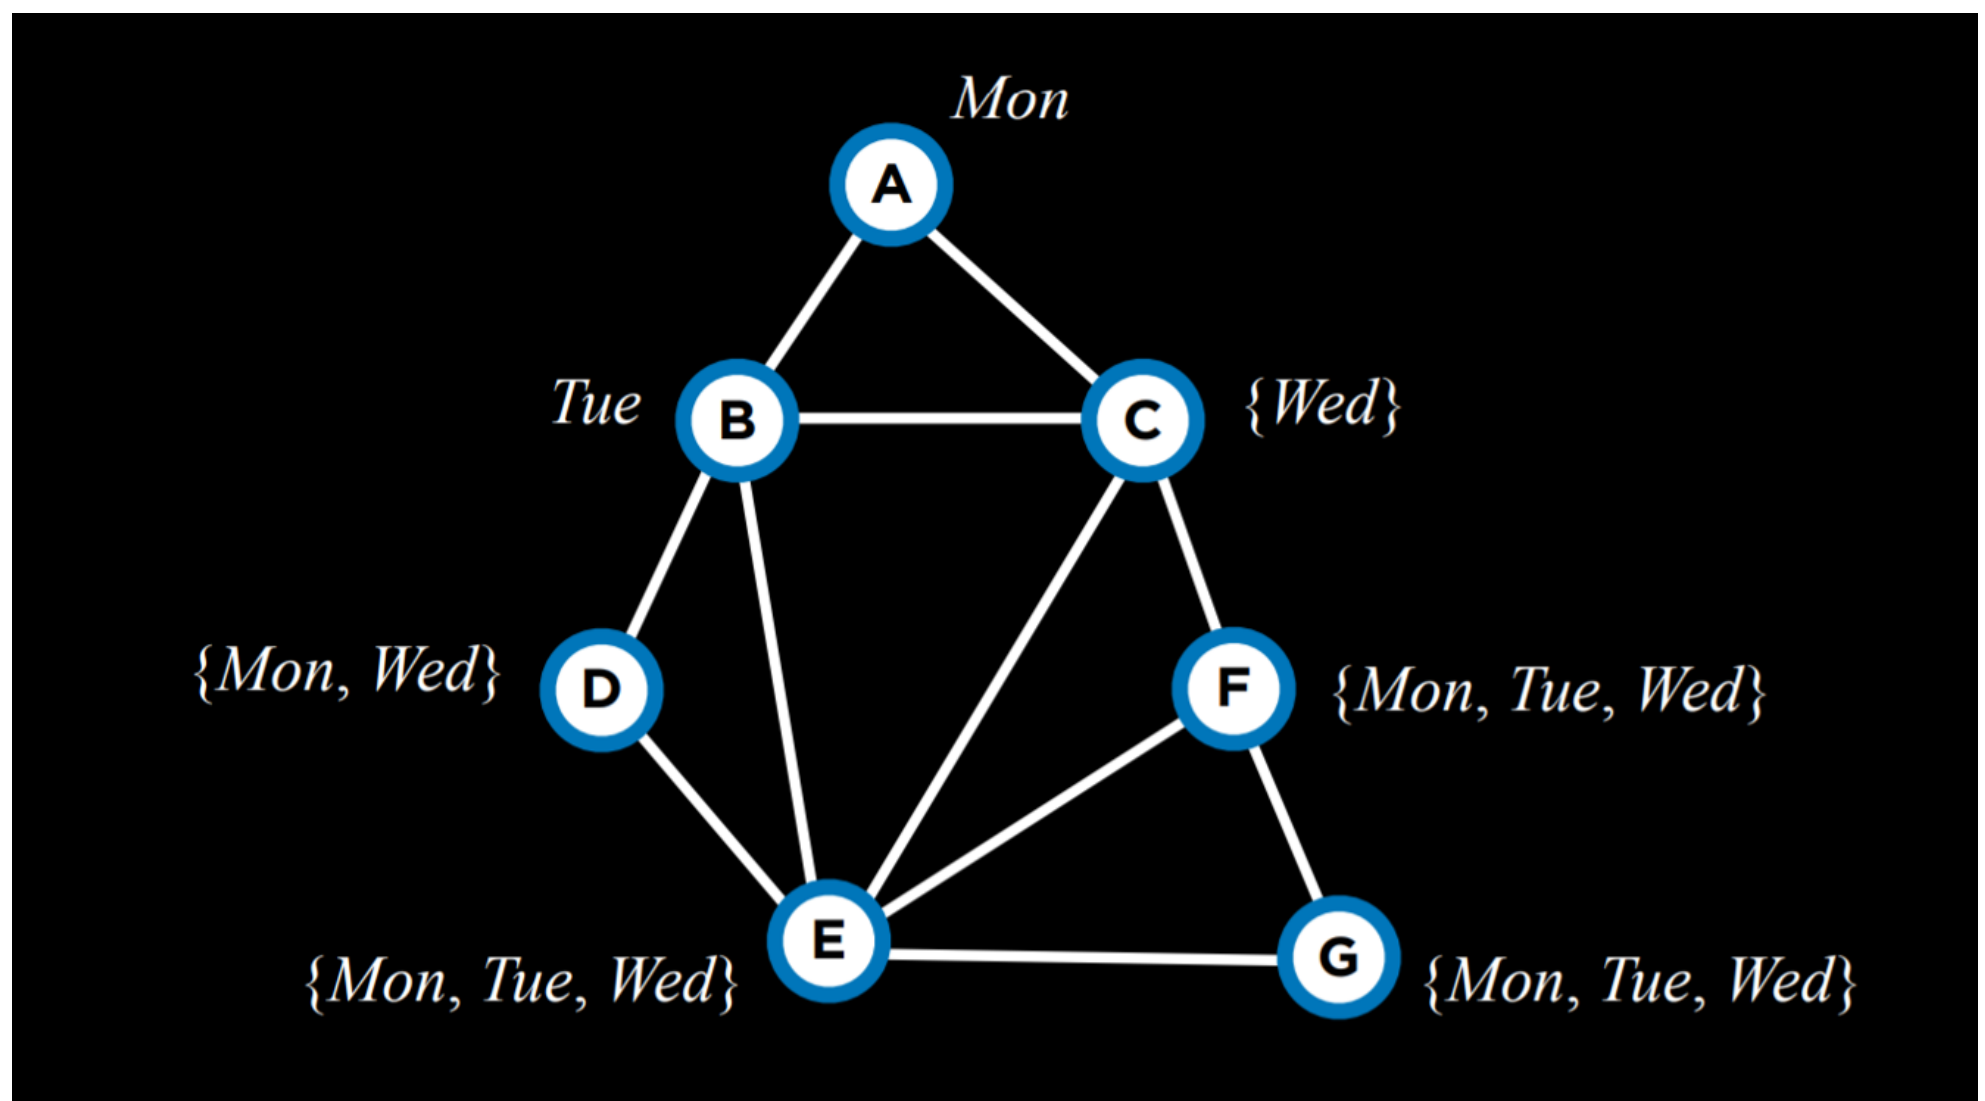 Mon
A
Tue B C {Wed}
{Mon, Wed} D F {Mon, Tue, Wed}
E G
{Mon, Tue, Wed} {Mon, Tue, Wed}